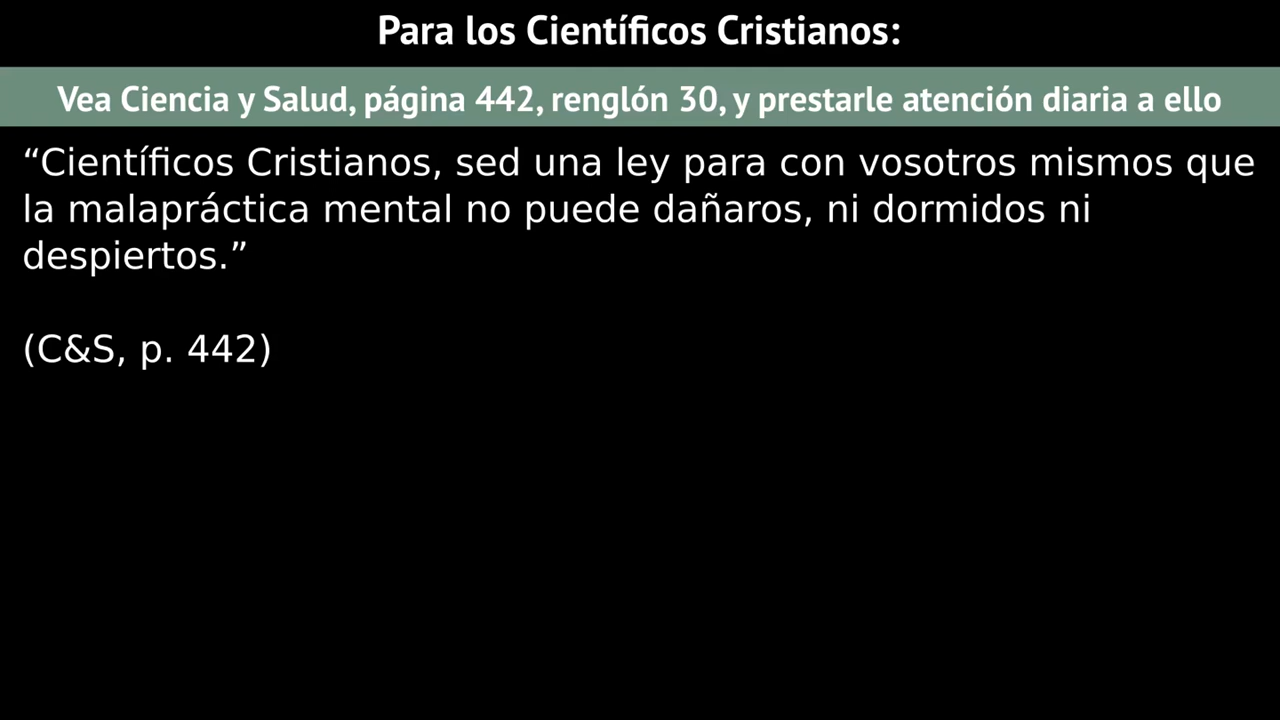 Para los Científicos Cristianos:
Vea Ciencia y Salud, página 442, renglón 30, y prestarle atención diaria a ello
“Científicos Cristianos, sed una ley para con vosotros mismos que
la malapráctica mental no puede dañaros, ni dormidos ni
despiertos.”
(C&S, p. 442)